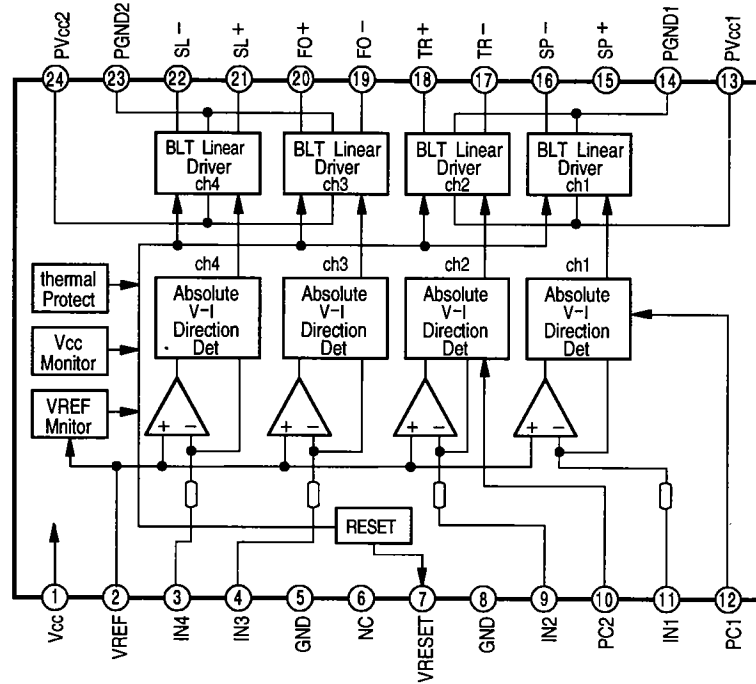 PVcc2
PGND2
SL −
SL +
FO +
FO −
TR +
TR −
SP −
SP +
PGND1
PVcc1
24
23
22
21
20
19
18
17
16
15
14
13
BLT Linear
Driver
ch4
BLT Linear
Driver
ch3
BLT Linear
Driver
ch2
BLT Linear
Driver
ch1
ch4
ch3
ch2
ch1
thermal
Protect
Absolute
V-I
Direction
Det
Absolute
V-I
Direction
Det
Absolute
V-I
Direction
Det
Absolute
V-I
Direction
Det
Vcc
Monitor
VREF
Mnitor
+ −
+ −
+ −
+ −
RESET
1
2
3
4
5
6
7
8
9
10
11
12
Vcc
VREF
IN4
IN3
GND
NC
VRESET
GND
IN2
PC2
IN1
PC1